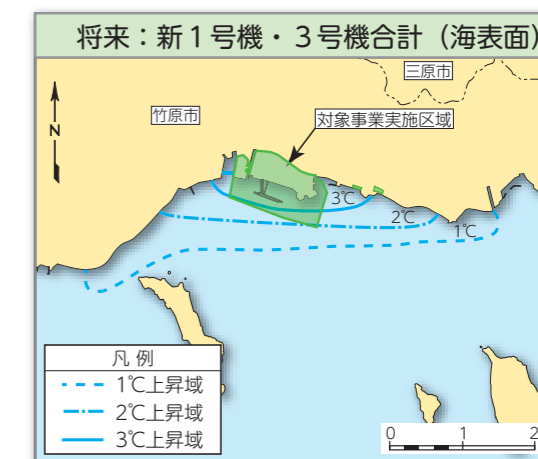 将来：新１号機・３号機合計（海表面）
三原市
竹原市
対象事業実施区域
N
3℃
2℃
1℃
凡 例
1℃上昇域
2℃上昇域
3℃上昇域
0 1 2